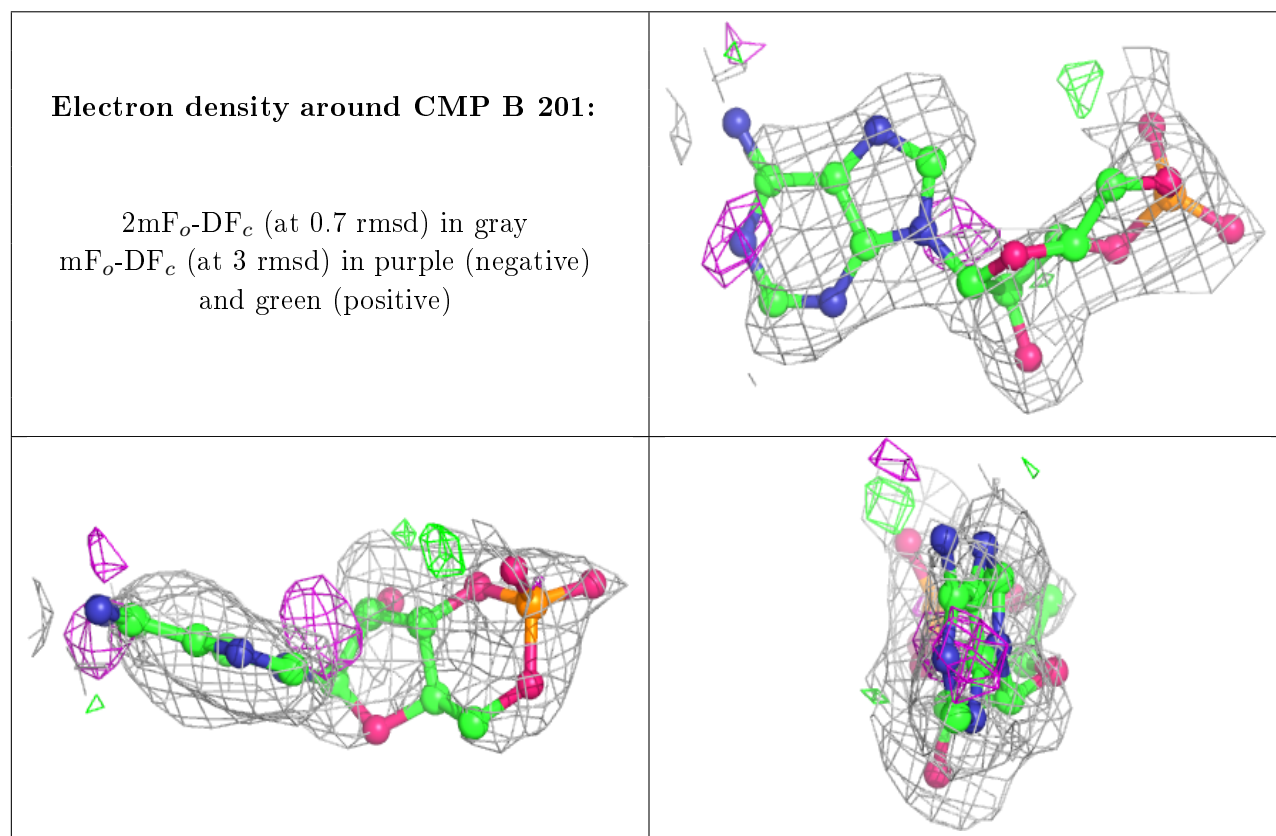 Electron density around CMP B 201:
2mFo-DFc (at 0.7 rmsd) in gray
mFo-DFc (at 3 rmsd) in purple (negative)
and green (positive)